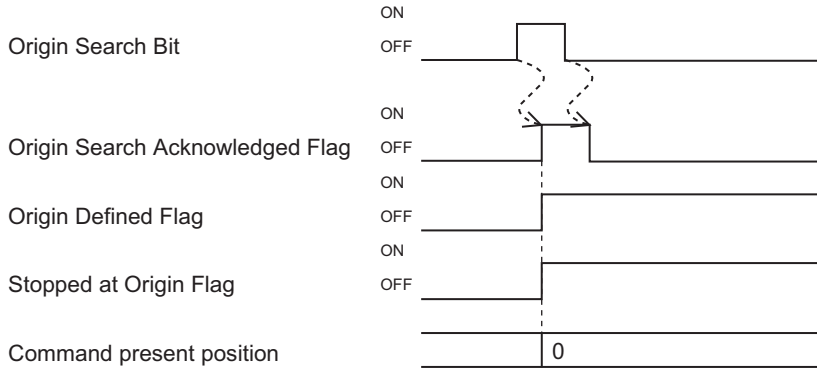 ON
Origin Search Bit OFF
ON
Origin Search Acknowledged Flag OFF
ON
Origin Defined Flag OFF
ON
Stopped at Origin Flag OFF
Command present position 0